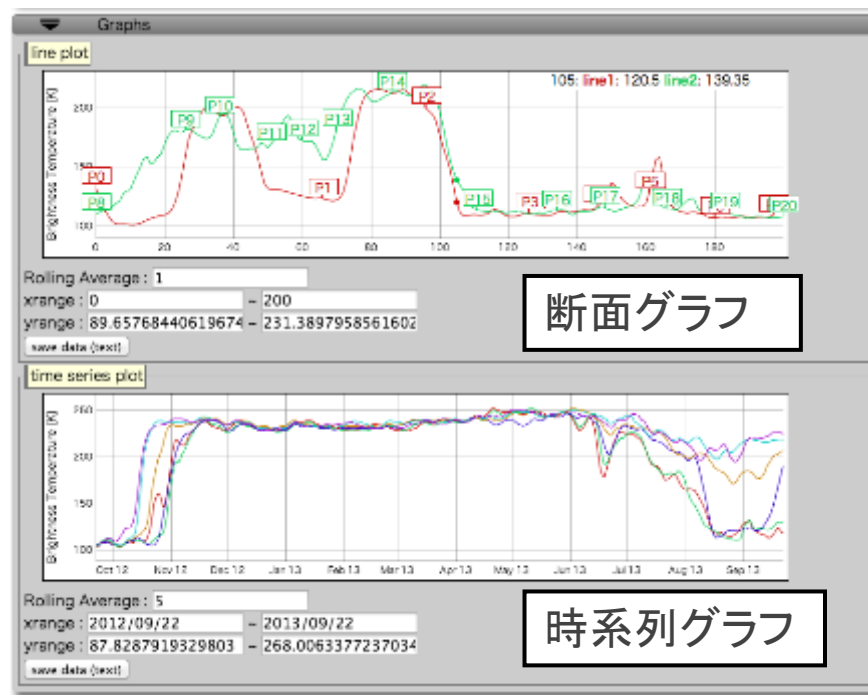 Graphs
line plot
105: line1: 120.5 line2: 139.35
Brightness Temperature [K]
200
150
100
P0
P8
P9
P10
P11
P12
P13
P1
P14
P2
P15
P3
P16
P17
P5
P18
P19
P20
0 20 40 60 80 100 120 140 160 180
Rolling Average : 1
xrange : 0 ~ 200
yrange : 89.65768440619674 ~ 231.3897958561602
save data (text)
断面グラフ
time series plot
Brightness Temperature [K]
250
200
150
100
Oct 12 Nov 12 Dec 12 Jan 13 Feb 13 Mar 13 Apr 13 May 13 Jun 13 Jul 13 Aug 13 Sep 13
Rolling Average : 5
xrange : 2012/09/22 ~ 2013/09/22
yrange : 87.8287919329803 ~ 268.0063377237034
save data (text)
時系列グラフ